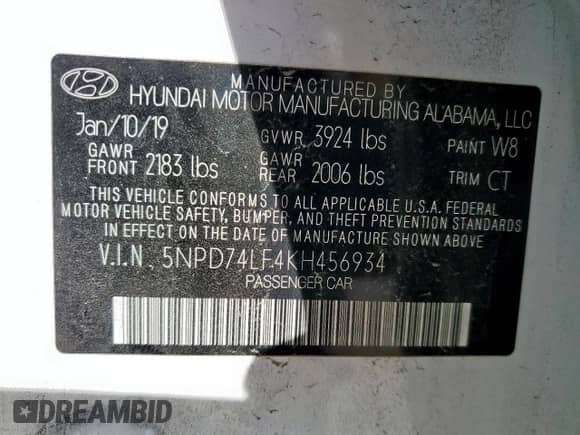 MANUFACTURED BY
HYUNDAI MOTOR MANUFACTURING ALABAMA, LLC
Jan/10/19 GVWR 3924 lbs PAINT W8
GAWR FRONT 2183 lbs GAWR REAR 2006 lbs TRIM CT
THIS VEHICLE CONFORMS TO ALL APPLICABLE U.S.A. FEDERAL
MOTOR VEHICLE SAFETY, BUMPER, AND THEFT PREVENTION STANDARDS
IN EFFECT ON THE DATE OF MANUFACTURE SHOWN ABOVE.
V.I.N. 5NPD74LF4KH456934
PASSENGER CAR
DREAMBID